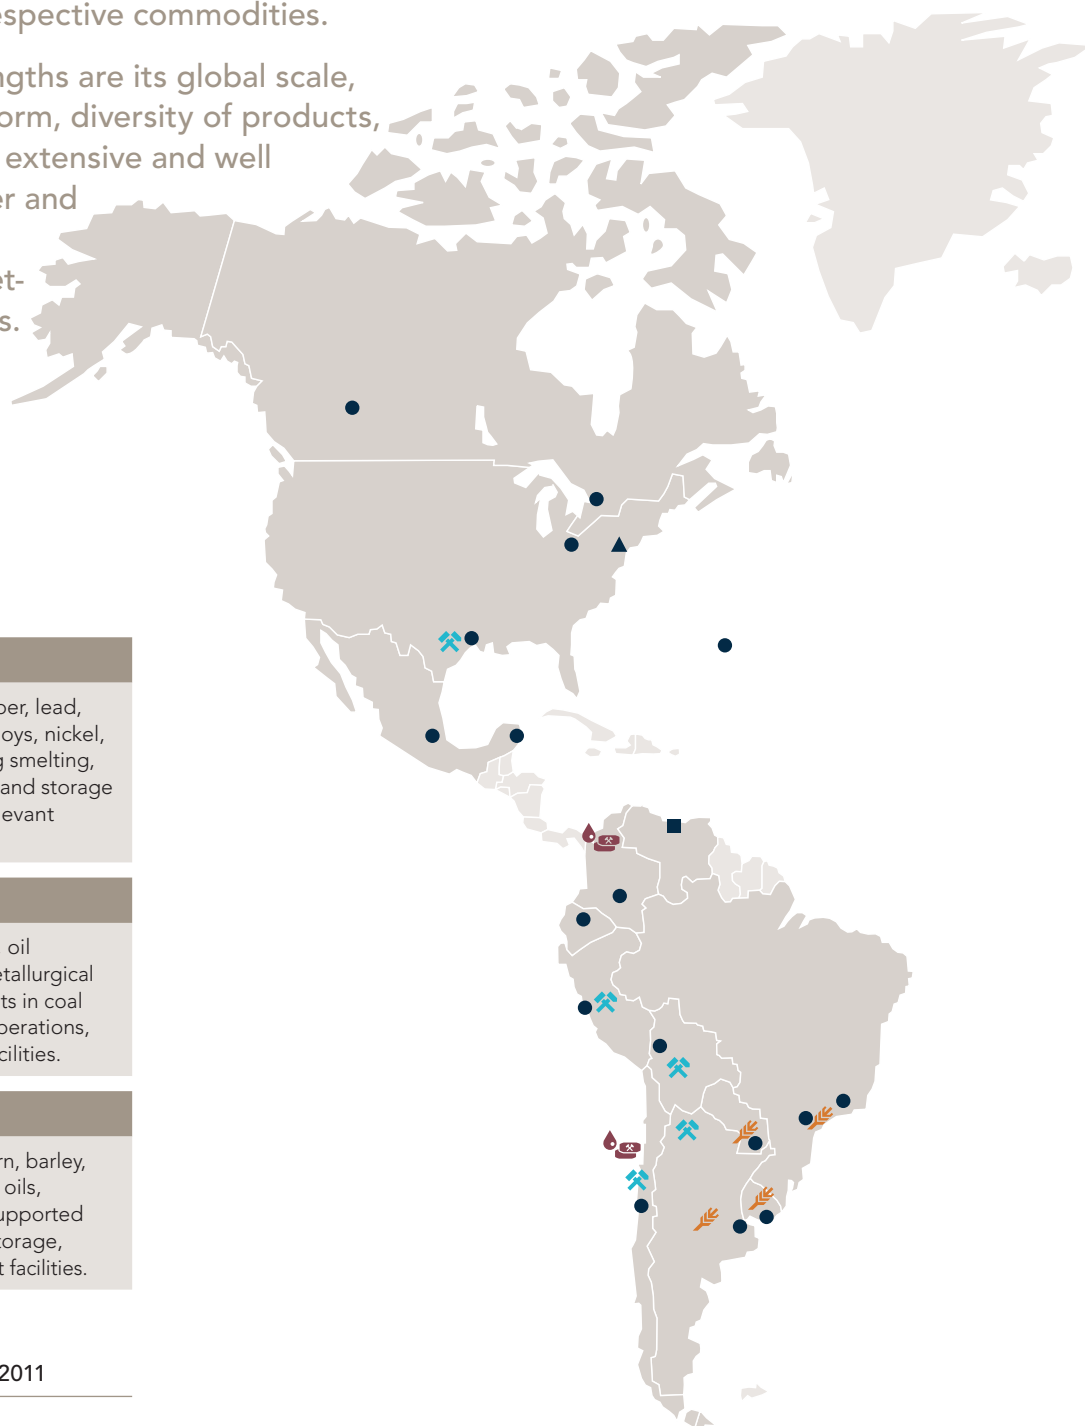 espective commodities.
ngths are its global scale,
orm, diversity of products,
extensive and well
er and
et-
s.
per, lead,
oys, nickel,
g smelting,
and storage
evant
oil
etallurgical
ts in coal
perations,
cilities.
rn, barley,
oils,
upported
torage,
t facilities.
2011